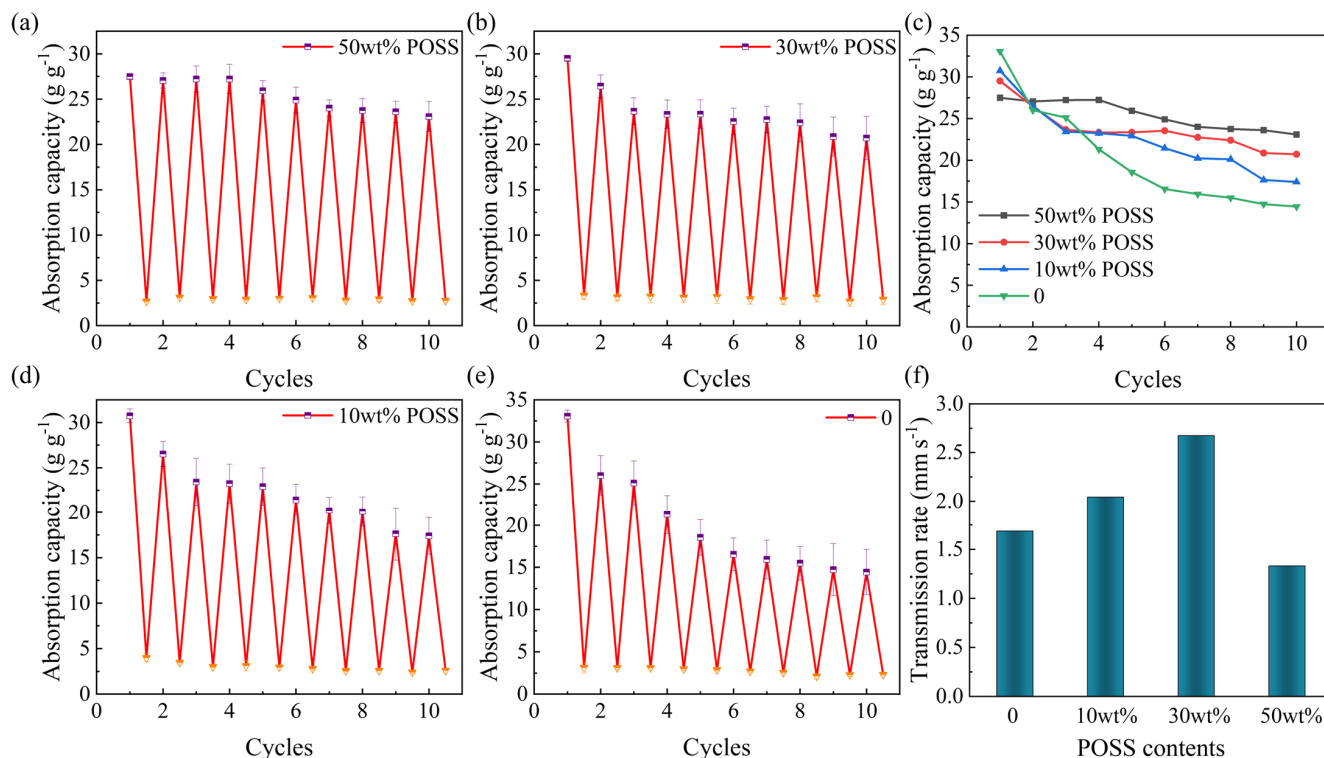 (a)
50wt% POSS
Absorption capacity (g g⁻¹)
30
25
20
15
10
5
0
0 2 4 6 8 10
Cycles
(b)
30wt% POSS
Absorption capacity (g g⁻¹)
30
25
20
15
10
5
0
0 2 4 6 8 10
Cycles
(c)
Absorption capacity (g g⁻¹)
35
30
25
20
15
10
5
0
50wt% POSS
30wt% POSS
10wt% POSS
0
0 2 4 6 8 10
Cycles
(d)
10wt% POSS
Absorption capacity (g g⁻¹)
30
25
20
15
10
5
0
0 2 4 6 8 10
Cycles
(e)
0
Absorption capacity (g g⁻¹)
35
30
25
20
15
10
5
0
0 2 4 6 8 10
Cycles
(f)
Transmission rate (mm s⁻¹)
3.0
2.5
2.0
1.5
1.0
0.5
0.0
0 10wt% 30wt% 50wt%
POSS contents